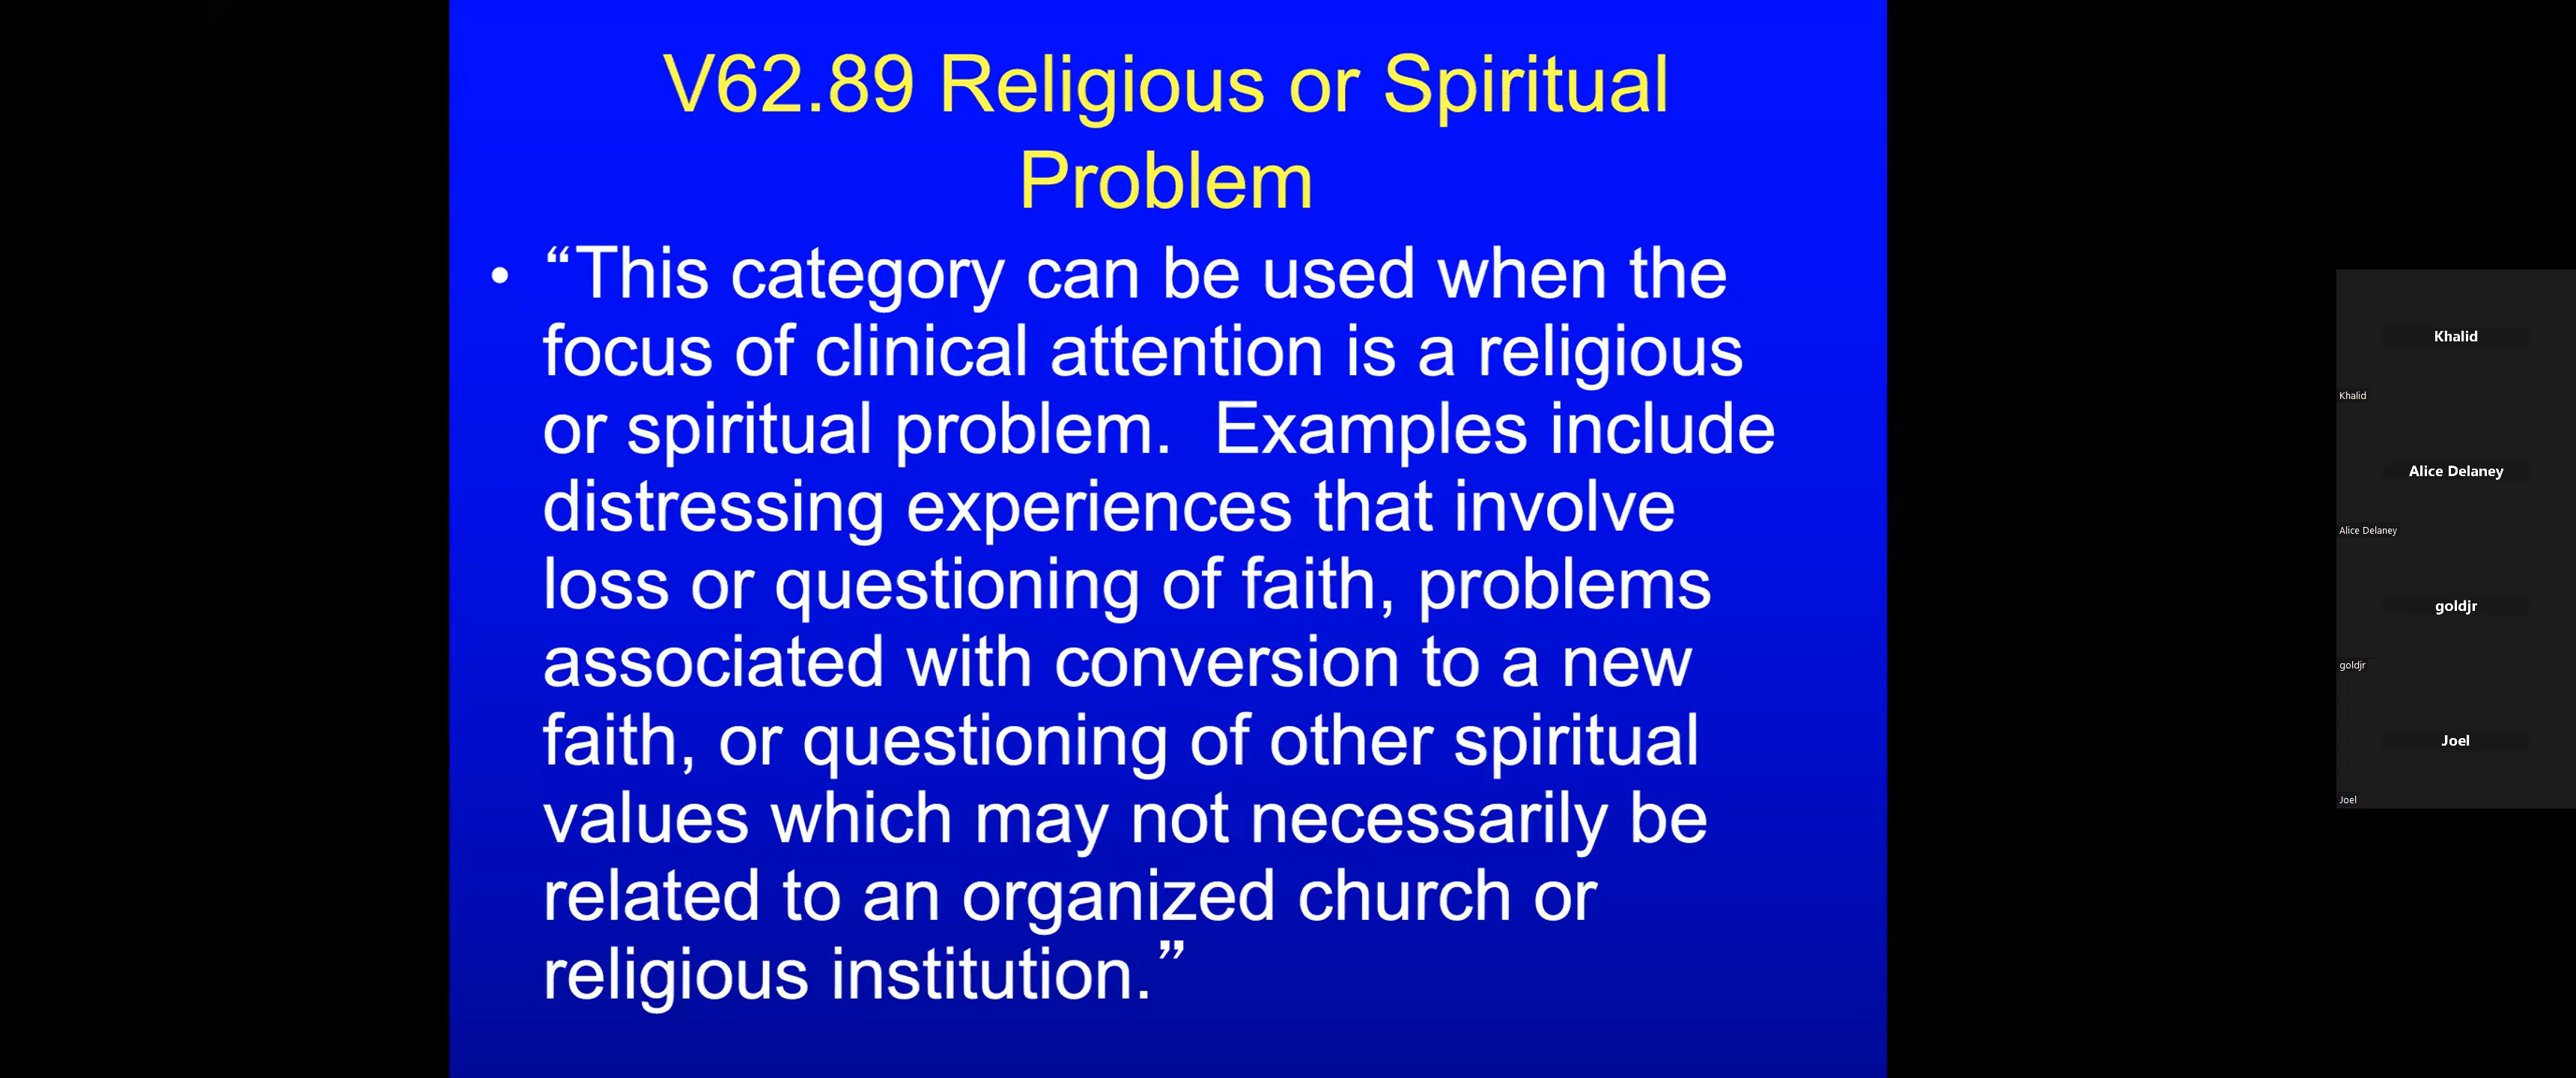 V62.89 Religious or Spiritual
Problem
• “This category can be used when the
focus of clinical attention is a religious
or spiritual problem.  Examples include
distressing experiences that involve
loss or questioning of faith, problems
associated with conversion to a new
faith, or questioning of other spiritual
values which may not necessarily be
related to an organized church or
religious institution.”
Khalid
Khalid
Alice Delaney
Alice Delaney
goldjr
goldjr
Joel
Joel